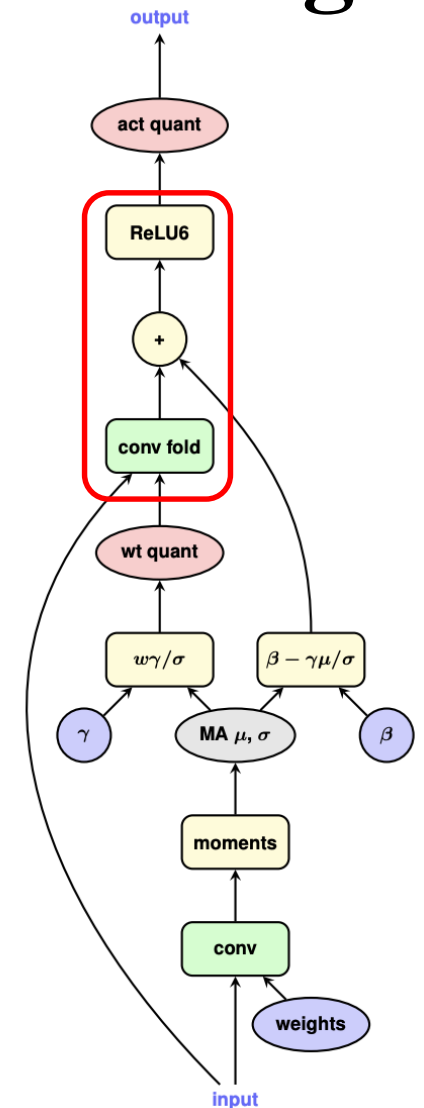 g
output
act quant
ReLU6
+
conv fold
wt quant
wγ/σ
β − γμ/σ
γ
MA μ, σ
β
moments
conv
weights
input